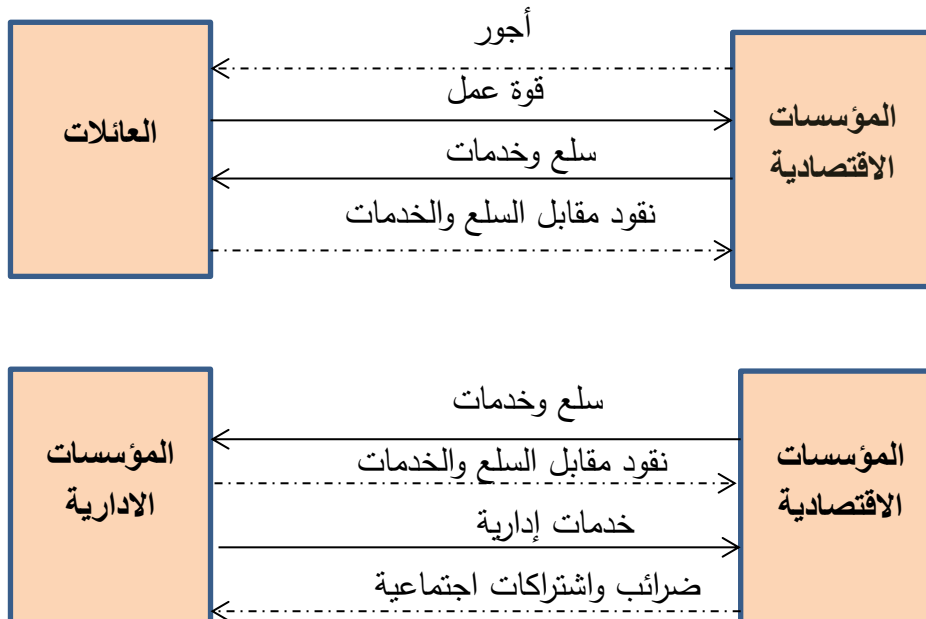 أجور
قوة عمل
سلع وخدمات
نقود مقابل السلع والخدمات
المؤسسات
الاقتصادية
العائلات
سلع وخدمات
نقود مقابل السلع والخدمات
خدمات إدارية
ضرائب واشتراكات اجتماعية
المؤسسات
الاقتصادية
المؤسسات
الادارية